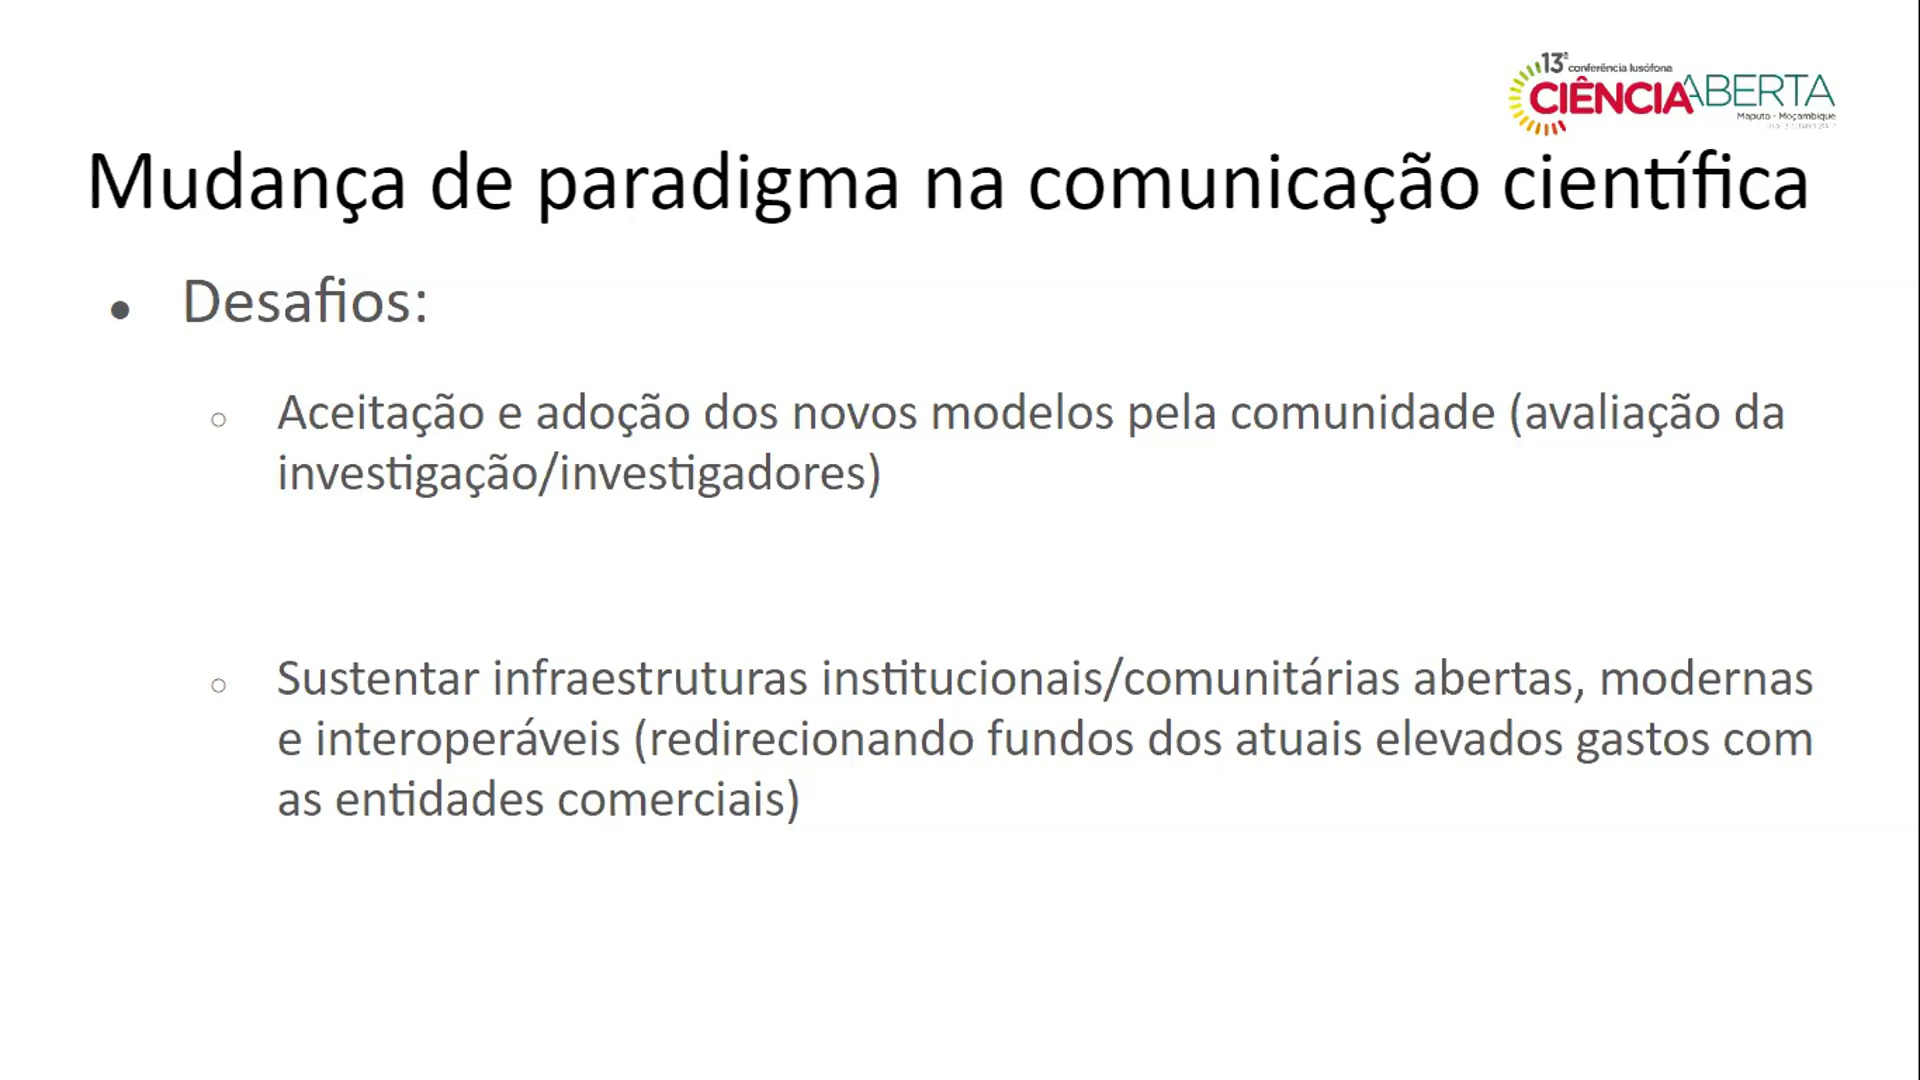 13ª conferência lusófona
CIÊNCIA ABERTA
Maputo - Moçambique
Mudança de paradigma na comunicação científica
● Desafios:
○ Aceitação e adoção dos novos modelos pela comunidade (avaliação da
investigação/investigadores)
○ Sustentar infraestruturas institucionais/comunitárias abertas, modernas
e interoperáveis (redirecionando fundos dos atuais elevados gastos com
as entidades comerciais)